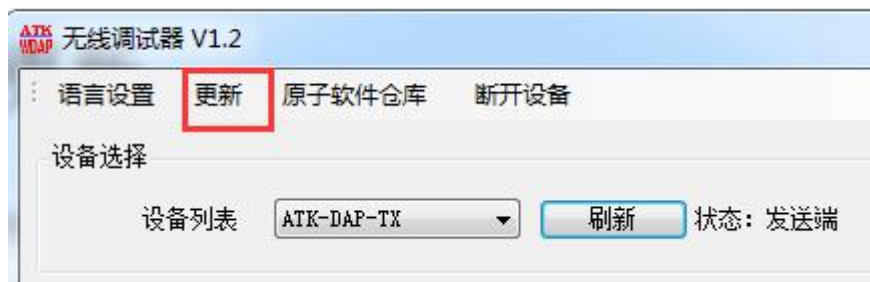 ATK WDAP 无线调试器 V1.2
语言设置 更新 原子软件仓库 断开设备
设备选择
设备列表 ATK-DAP-TX 刷新 状态：发送端